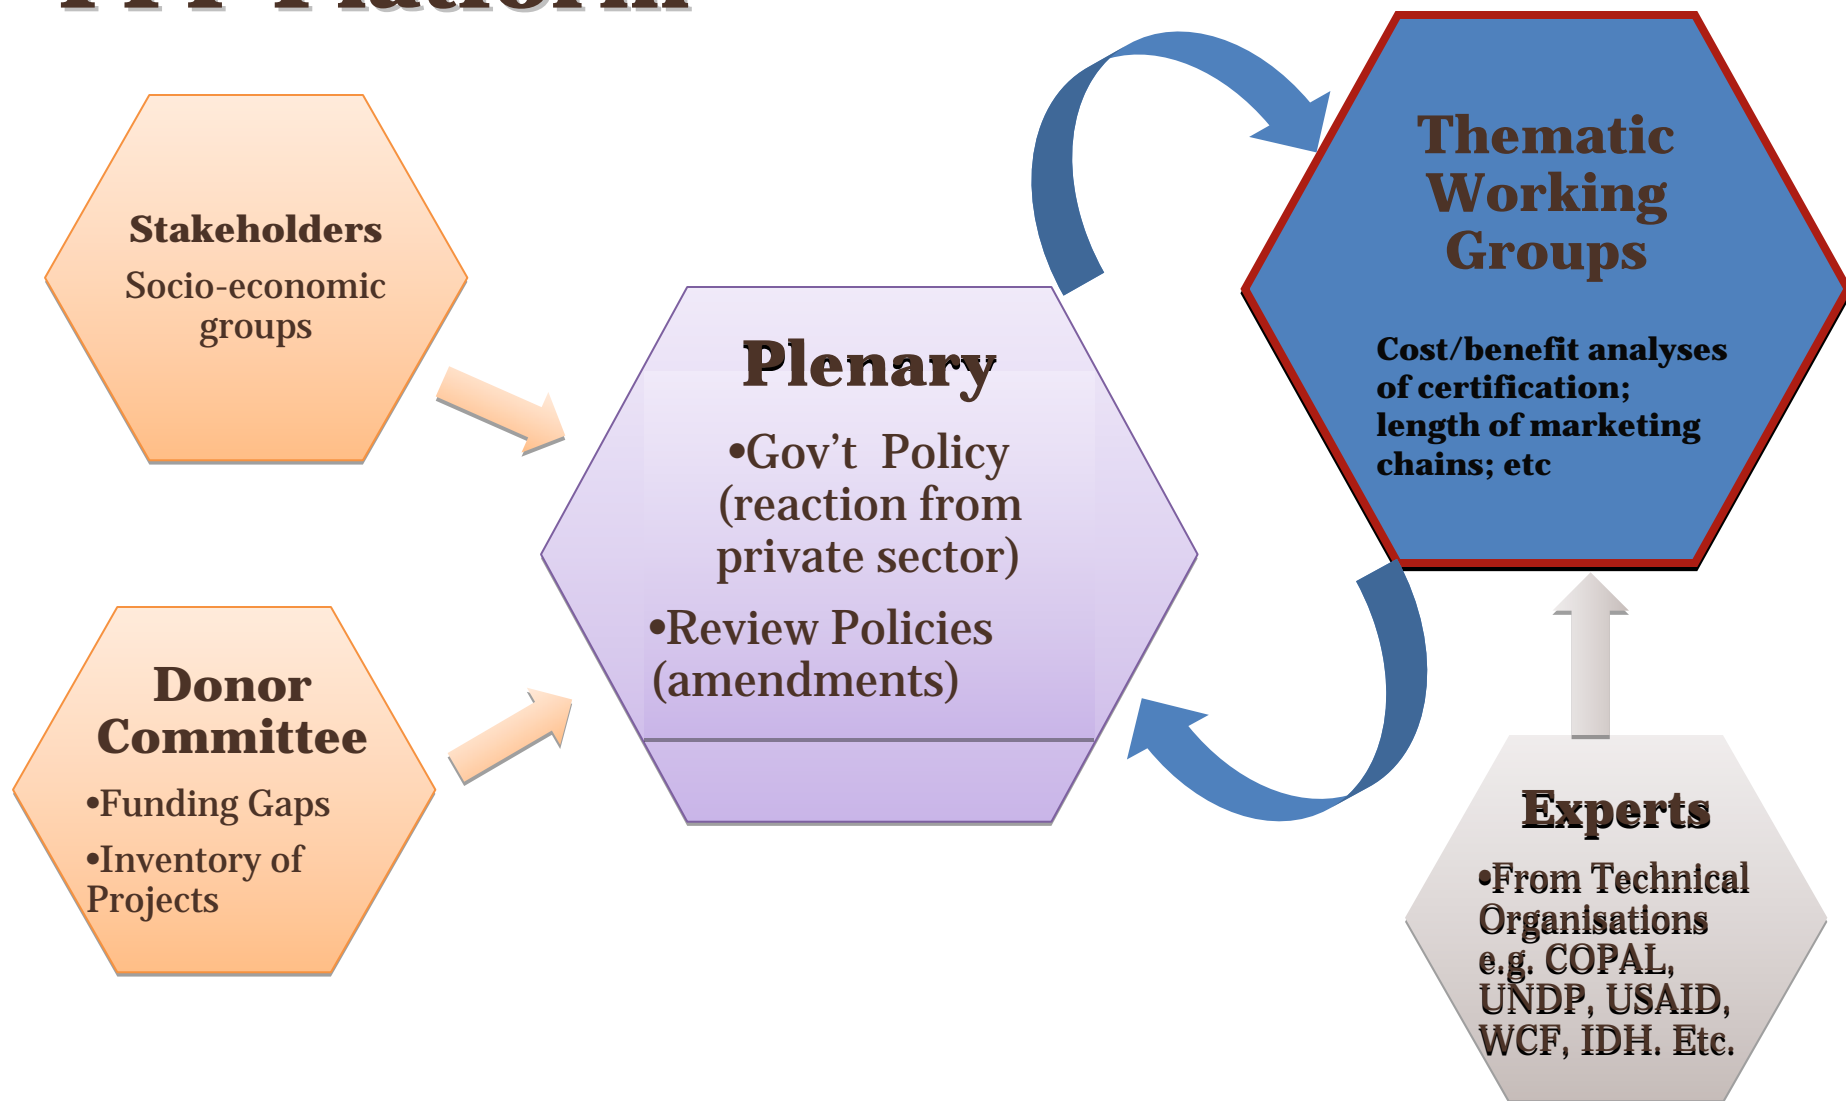 PPP Platform
Stakeholders
Socio-economic
groups
Donor
Committee
•Funding Gaps
•Inventory of
Projects
Plenary
•Gov’t Policy
(reaction from
private sector)
•Review Policies
(amendments)
Thematic
Working
Groups
Cost/benefit analyses
of certification;
length of marketing
chains; etc
Experts
•From Technical
Organisations
e.g. COPAL,
UNDP, USAID,
WCF, IDH. Etc.